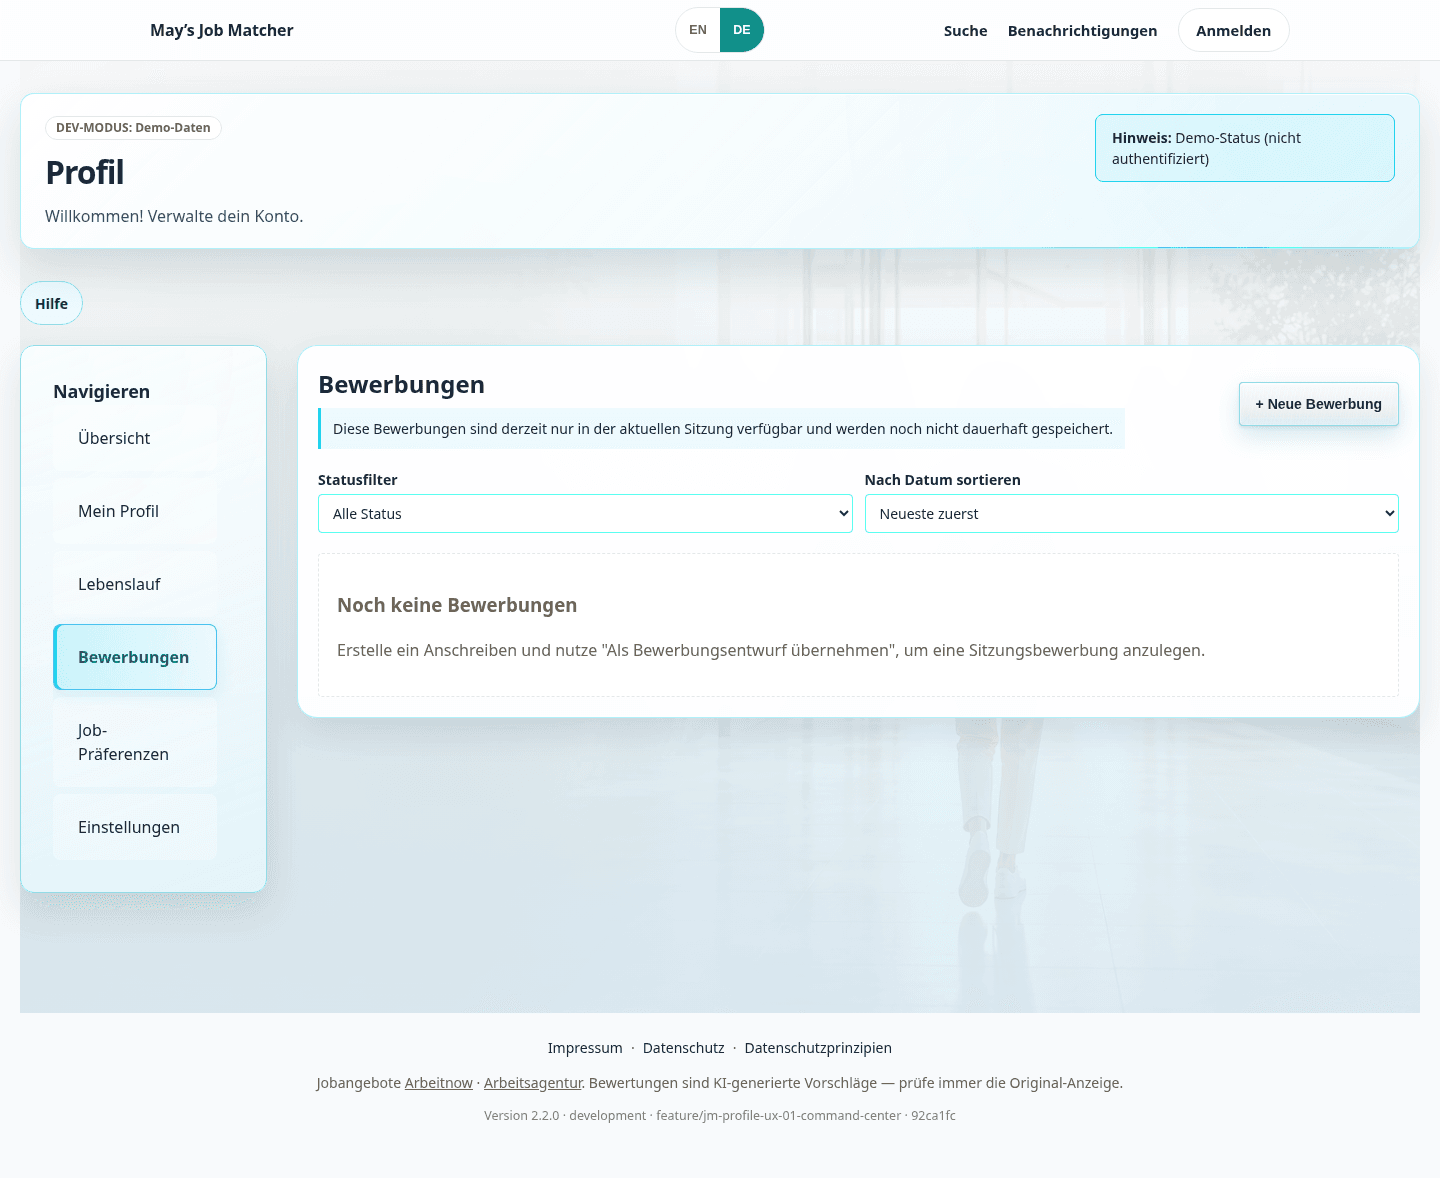 May’s Job Matcher
EN
DE
Suche
Benachrichtigungen
Anmelden
DEV-MODUS: Demo-Daten
Profil
Willkommen! Verwalte dein Konto.
Hinweis: Demo-Status (nicht
authentifiziert)
Hilfe
Navigieren
Übersicht
Mein Profil
Lebenslauf
Bewerbungen
Job-
Präferenzen
Einstellungen
Bewerbungen
Diese Bewerbungen sind derzeit nur in der aktuellen Sitzung verfügbar und werden noch nicht dauerhaft gespeichert.
+ Neue Bewerbung
Statusfilter
Alle Status
Nach Datum sortieren
Neueste zuerst
Noch keine Bewerbungen
Erstelle ein Anschreiben und nutze "Als Bewerbungsentwurf übernehmen", um eine Sitzungsbewerbung anzulegen.
Impressum · Datenschutz · Datenschutzprinzipien
Jobangebote Arbeitnow · Arbeitsagentur. Bewertungen sind KI-generierte Vorschläge — prüfe immer die Original-Anzeige.
Version 2.2.0 · development · feature/jm-profile-ux-01-command-center · 92ca1fc